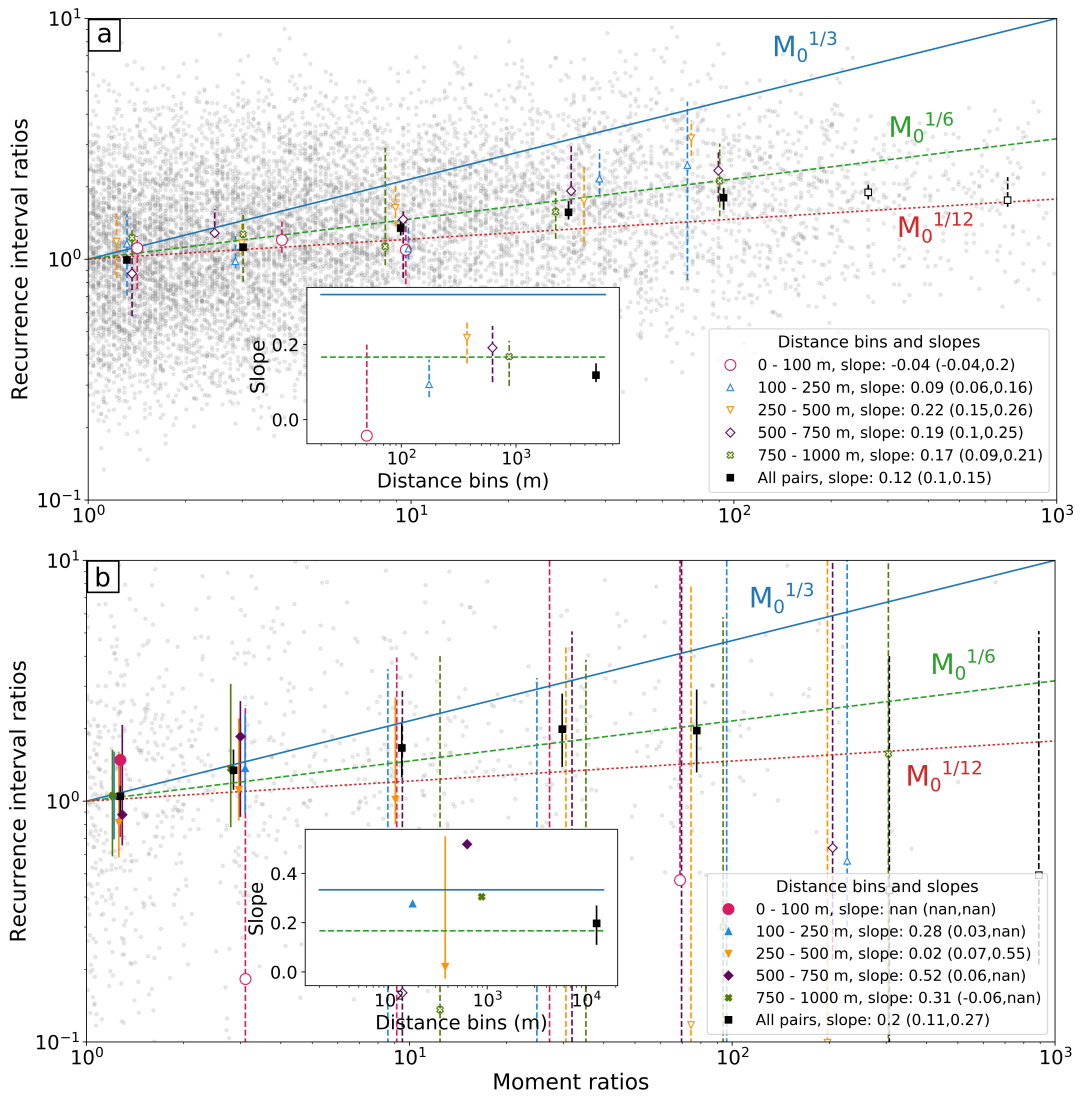 a
10^1
M_0^{1/3}
M_0^{1/6}
M_0^{1/12}
Recurrence interval ratios
10^0
10^{-1}
Slope
0.2
0.0
10^2
10^3
Distance bins (m)
Distance bins and slopes
0 - 100 m, slope: -0.04 (-0.04,0.2)
100 - 250 m, slope: 0.09 (0.06,0.16)
250 - 500 m, slope: 0.22 (0.15,0.26)
500 - 750 m, slope: 0.19 (0.1,0.25)
750 - 1000 m, slope: 0.17 (0.09,0.21)
All pairs, slope: 0.12 (0.1,0.15)
10^0
10^1
10^2
10^3
b
10^1
M_0^{1/3}
M_0^{1/6}
M_0^{1/12}
Recurrence interval ratios
10^0
10^{-1}
Slope
0.4
0.2
0.0
10^2
10^3
10^4
Distance bins (m)
Distance bins and slopes
0 - 100 m, slope: nan (nan,nan)
100 - 250 m, slope: 0.28 (0.03,nan)
250 - 500 m, slope: 0.02 (0.07,0.55)
500 - 750 m, slope: 0.52 (0.06,nan)
750 - 1000 m, slope: 0.31 (-0.06,nan)
All pairs, slope: 0.2 (0.11,0.27)
10^0
10^1
10^2
10^3
Moment ratios